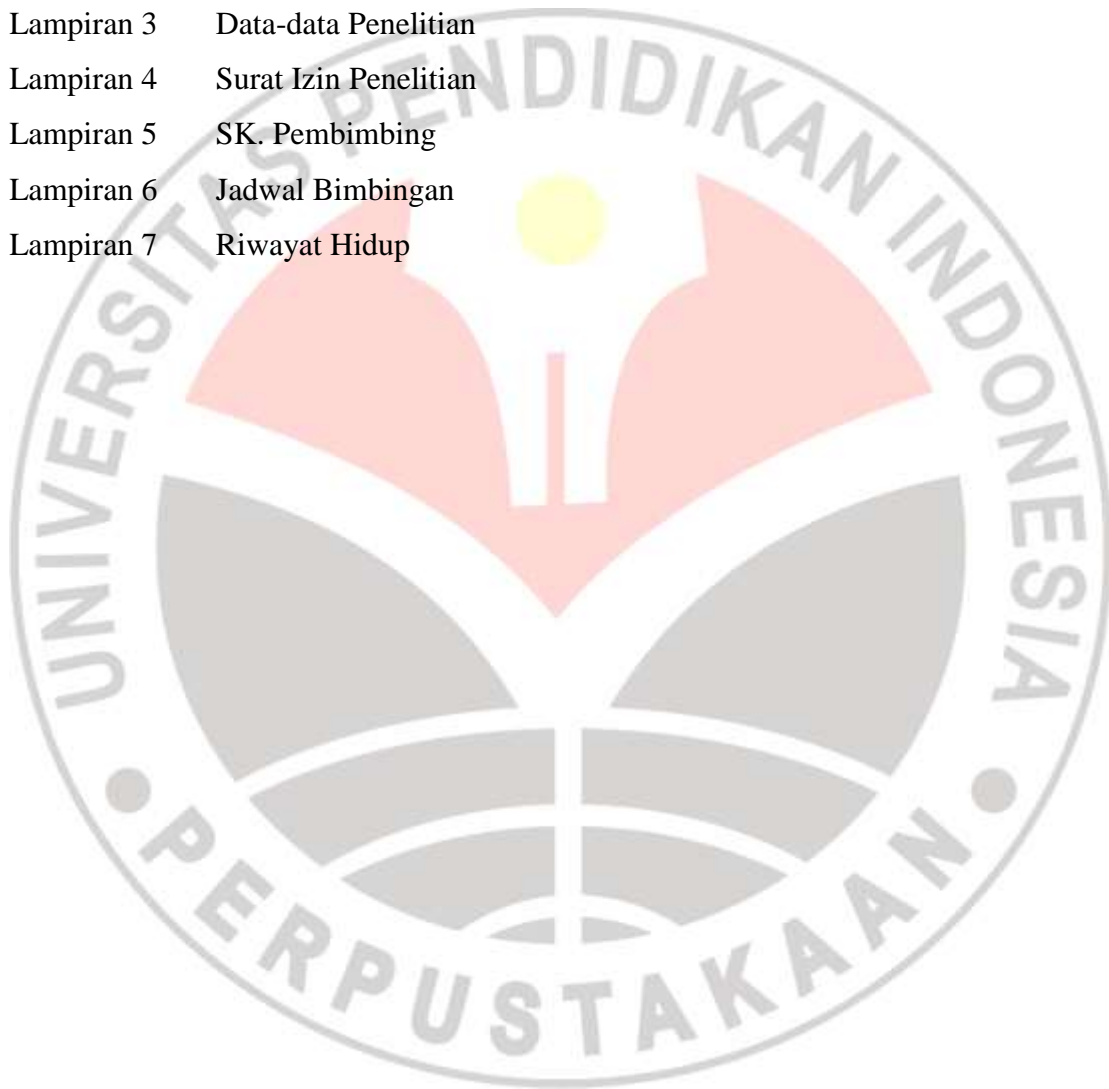 Lampiran 3 Data-data Penelitian
Lampiran 4 Surat Izin Penelitian
Lampiran 5 SK. Pembimbing
Lampiran 6 Jadwal Bimbingan
Lampiran 7 Riwayat Hidup
UNIVERSITAS PENDIDIKAN INDONESIA
PERPUSTAKAAN